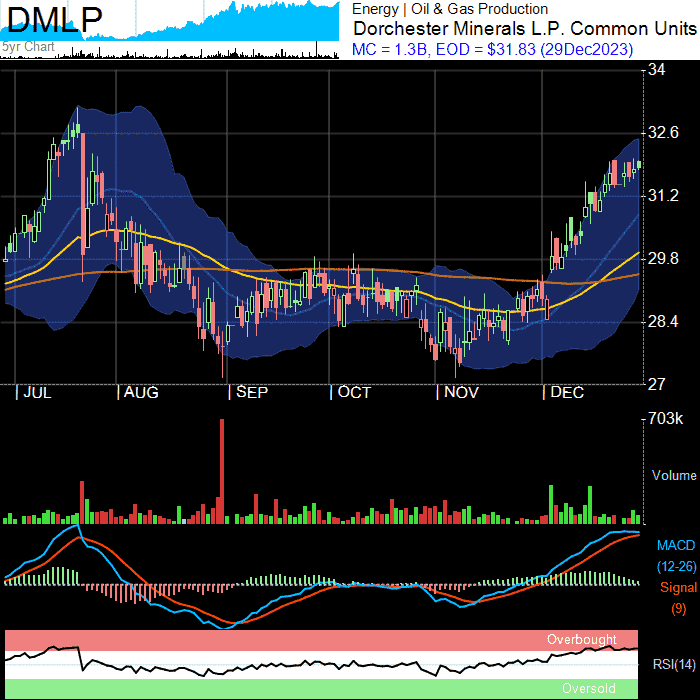 DMLP
5yr Chart
Energy | Oil & Gas Production
Dorchester Minerals L.P. Common Units
MC = 1.3B, EOD = $31.83 (29Dec2023)
34
32.6
31.2
29.8
28.4
27
| JUL | AUG | SEP | OCT | NOV | DEC
703k
Volume
MACD
(12-26)
Signal
(9)
Overbought
RSI(14)
Oversold